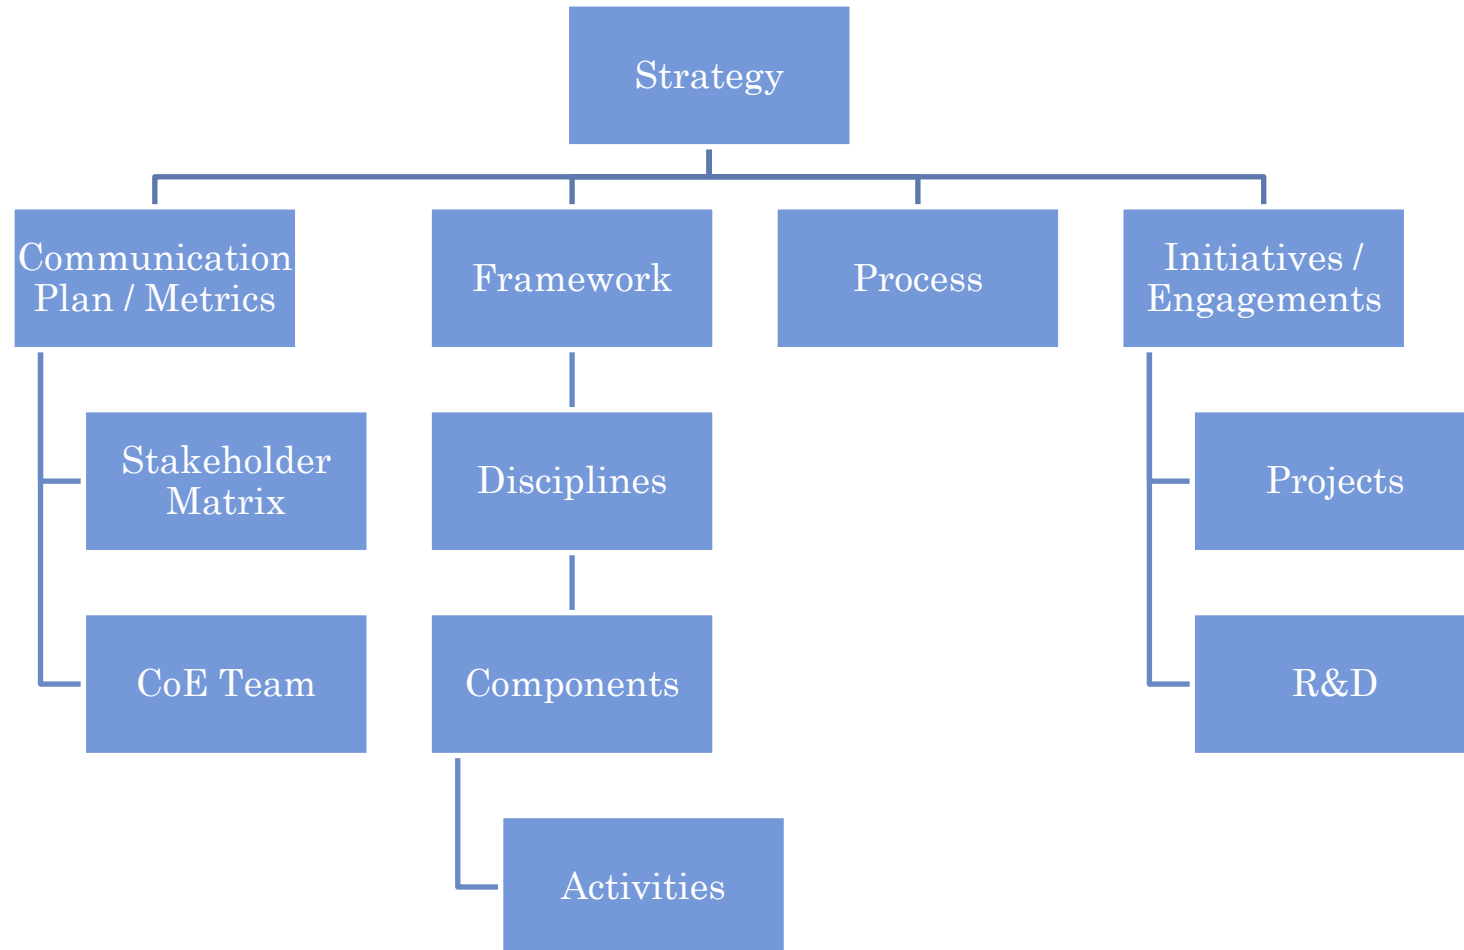 Strategy
Communication
Plan / Metrics
Framework
Process
Initiatives /
Engagements
Stakeholder
Matrix
Disciplines
Projects
CoE Team
Components
R&D
Activities